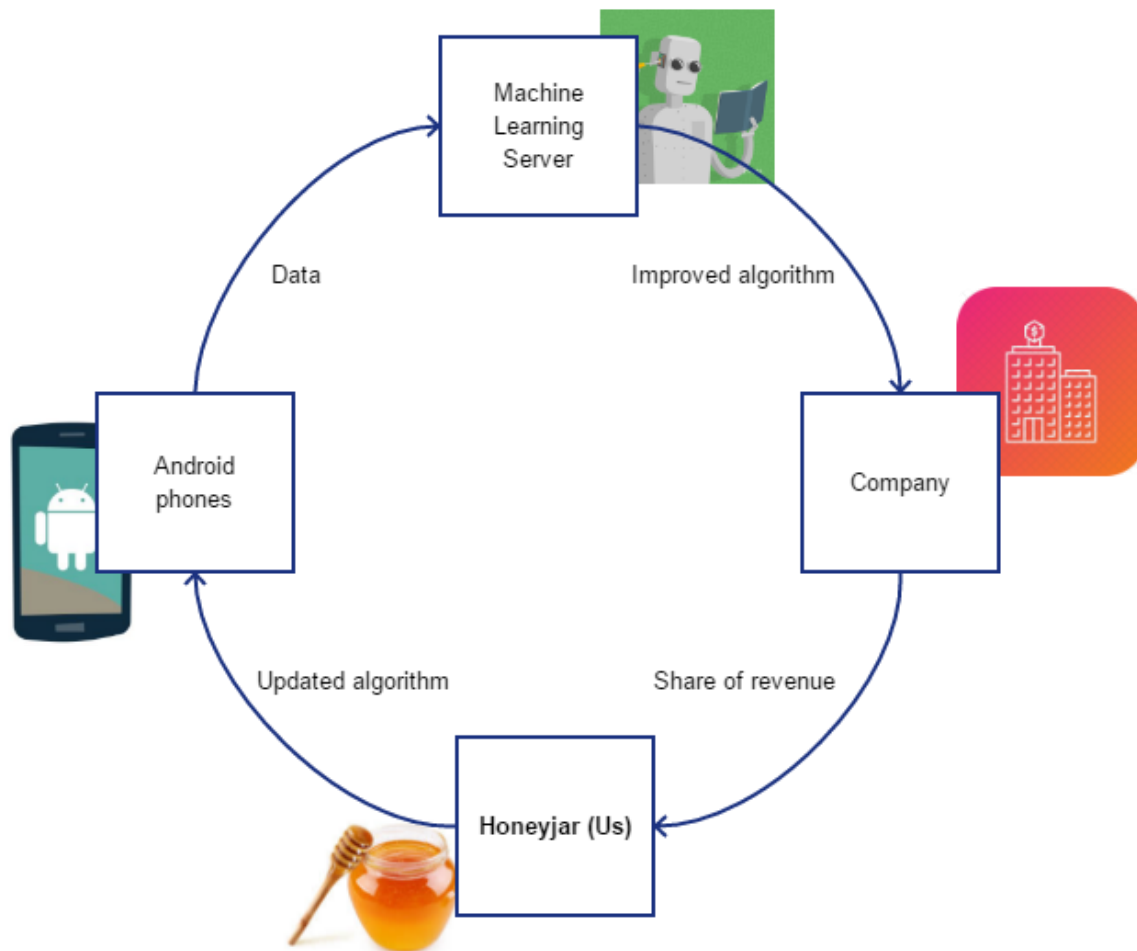 Machine
Learning
Server
Data
Improved algorithm
$
Android
phones
Company
Updated algorithm
Share of revenue
Honeyjar (Us)